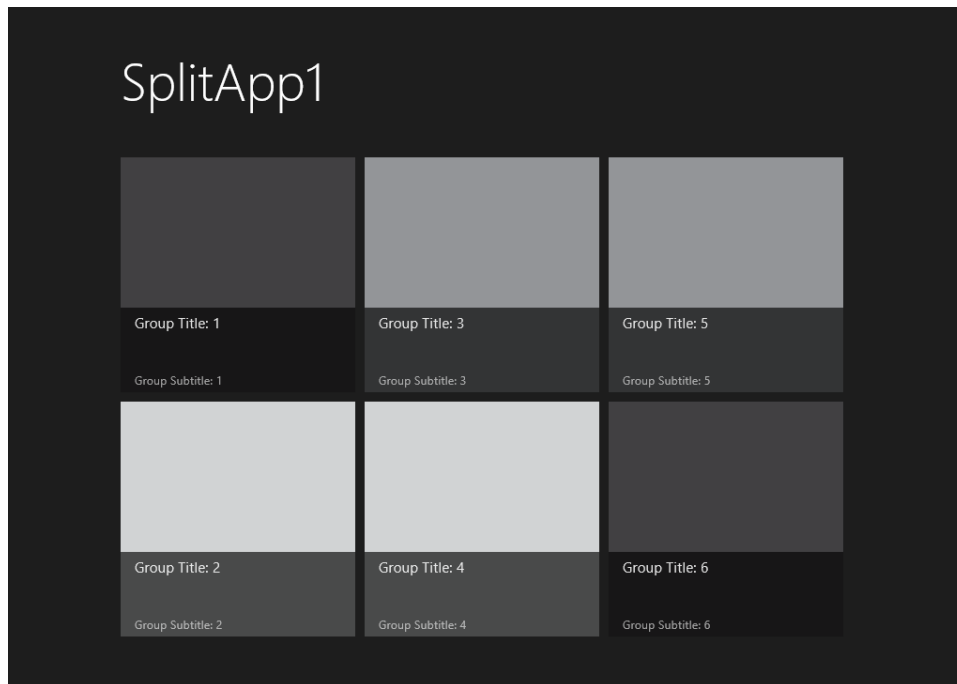 SplitApp1
Group Title: 1
Group Subtitle: 1
Group Title: 3
Group Subtitle: 3
Group Title: 5
Group Subtitle: 5
Group Title: 2
Group Subtitle: 2
Group Title: 4
Group Subtitle: 4
Group Title: 6
Group Subtitle: 6